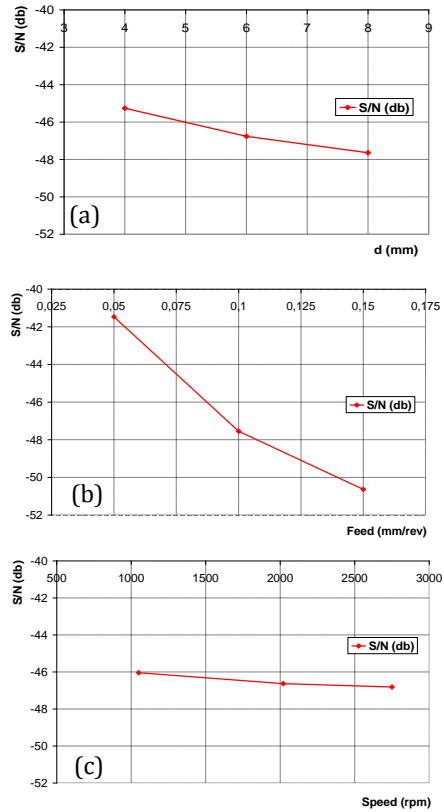 S/N (db)
-40
3 4 5 6 7 8 9
-42
-44
S/N (db)
-46
-48
-50
(a)
-52
d (mm)
S/N (db)
-40
0,025 0,05 0,075 0,1 0,125 0,15 0,175
-42
-44
-46
S/N (db)
-48
-50
(b)
-52
Feed (mm/rev)
S/N (db)
-40
500 1000 1500 2000 2500 3000
-42
-44
S/N (db)
-46
-48
-50
(c)
-52
Speed (rpm)